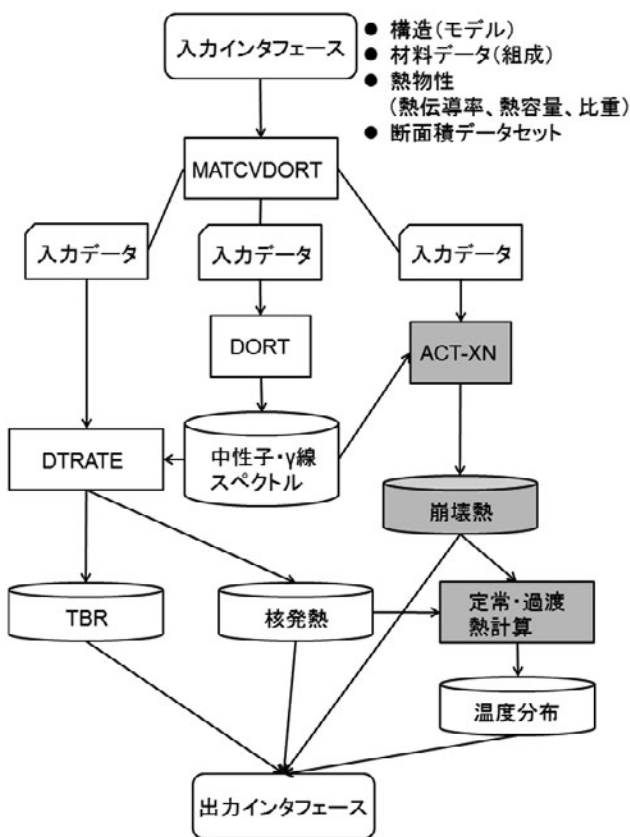 入力インタフェース
● 構造(モデル)
● 材料データ(組成)
● 熱物性
(熱伝導率、熱容量、比重)
● 断面積データセット
MATCVDORT
入力データ
入力データ
入力データ
DORT
ACT-XN
DTRATE
中性子・γ線
スペクトル
崩壊熱
TBR
核発熱
定常・過渡
熱計算
温度分布
出力インタフェース